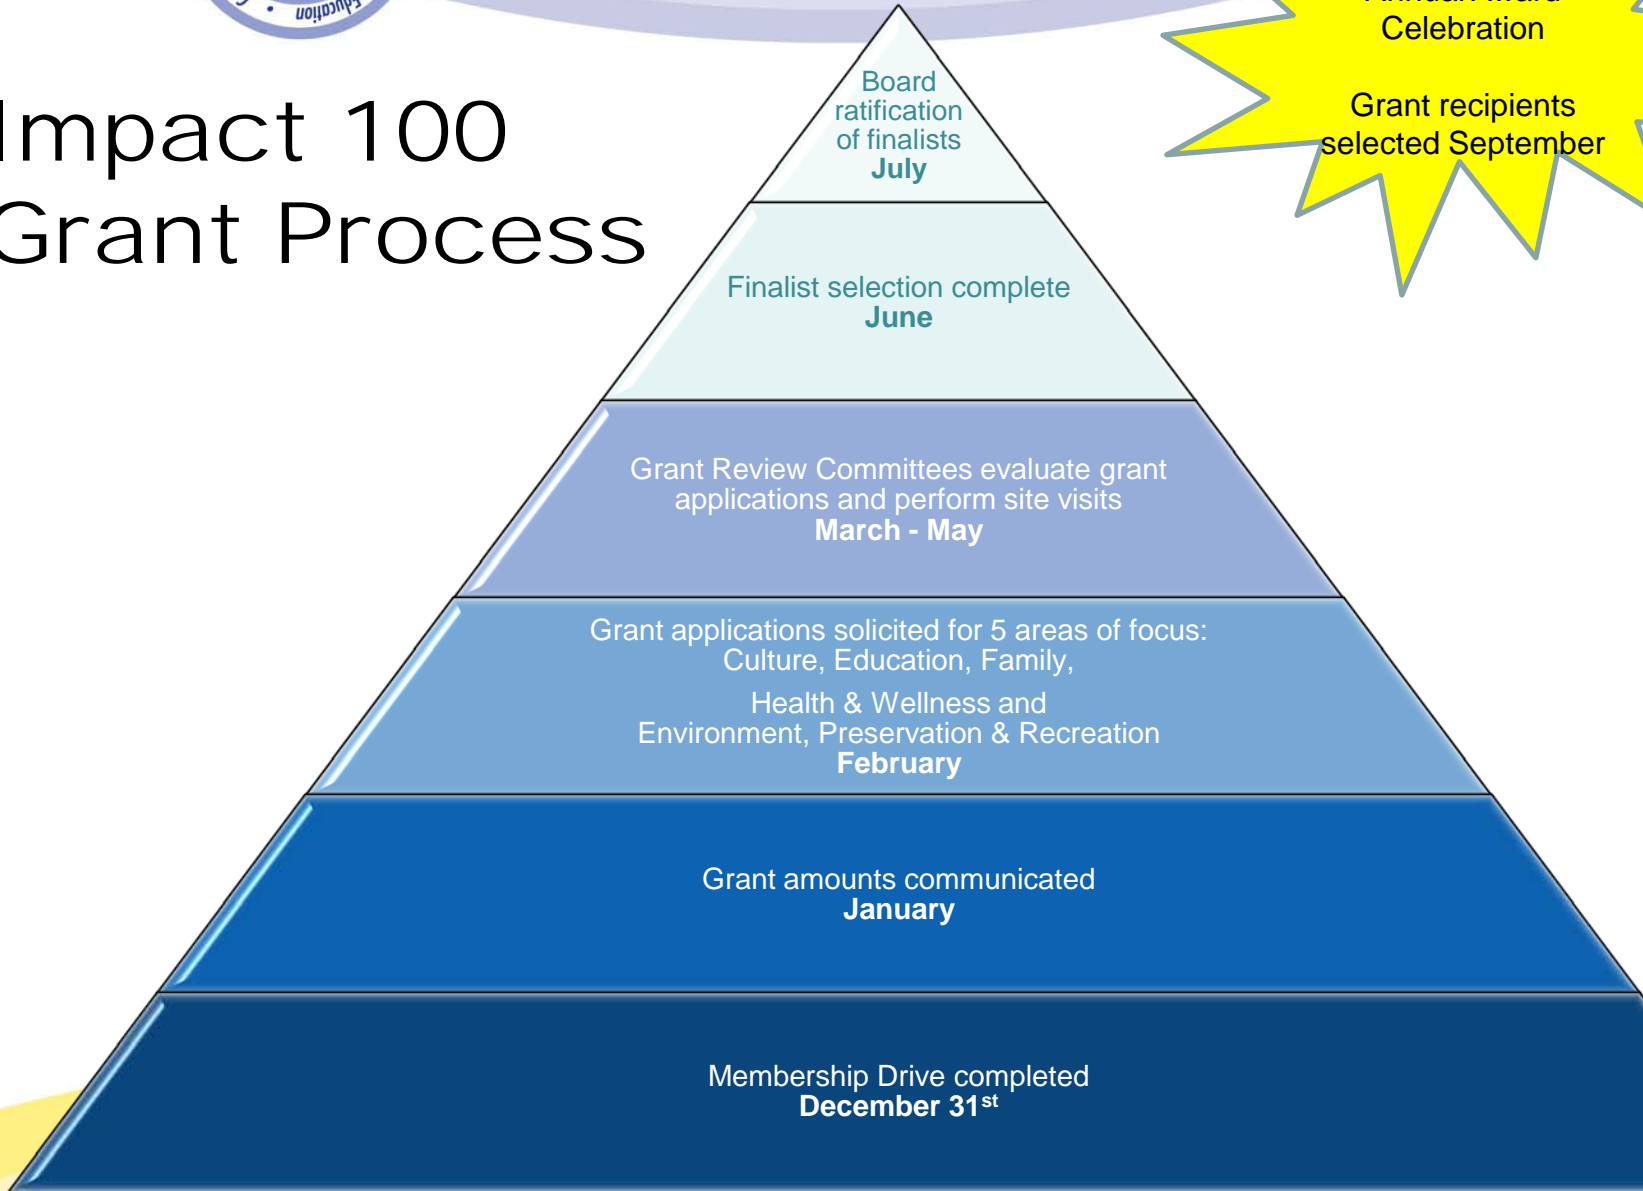 Education
Impact 100
Grant Process
Celebration
Grant recipients
selected September
Board
ratification
of finalists
July
Finalist selection complete
June
Grant Review Committees evaluate grant
applications and perform site visits
March - May
Grant applications solicited for 5 areas of focus:
Culture, Education, Family,
Health & Wellness and
Environment, Preservation & Recreation
February
Grant amounts communicated
January
Membership Drive completed
December 31st